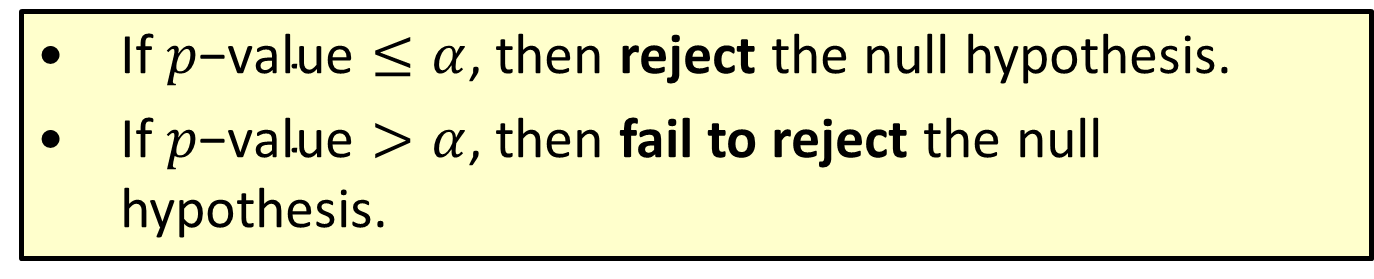 • If p−value ≤ α, then reject the null hypothesis.
• If p−value > α, then fail to reject the null
hypothesis.